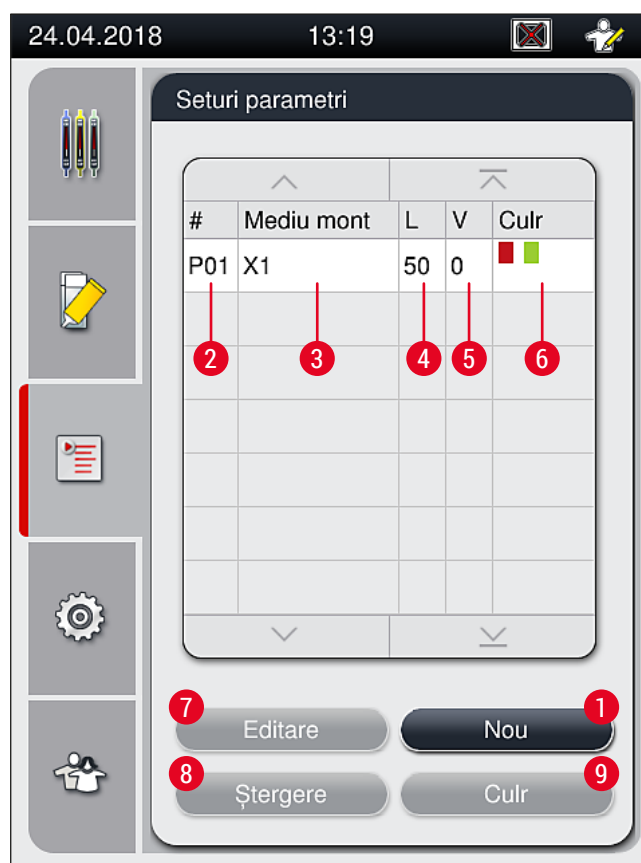 24.04.2018 13:19
Seturi parametri
# Mediu mont L V Culr
P01 X1 50 0
2 3 4 5 6
7 1
Editare Nou
8 9
Ștergere Culr